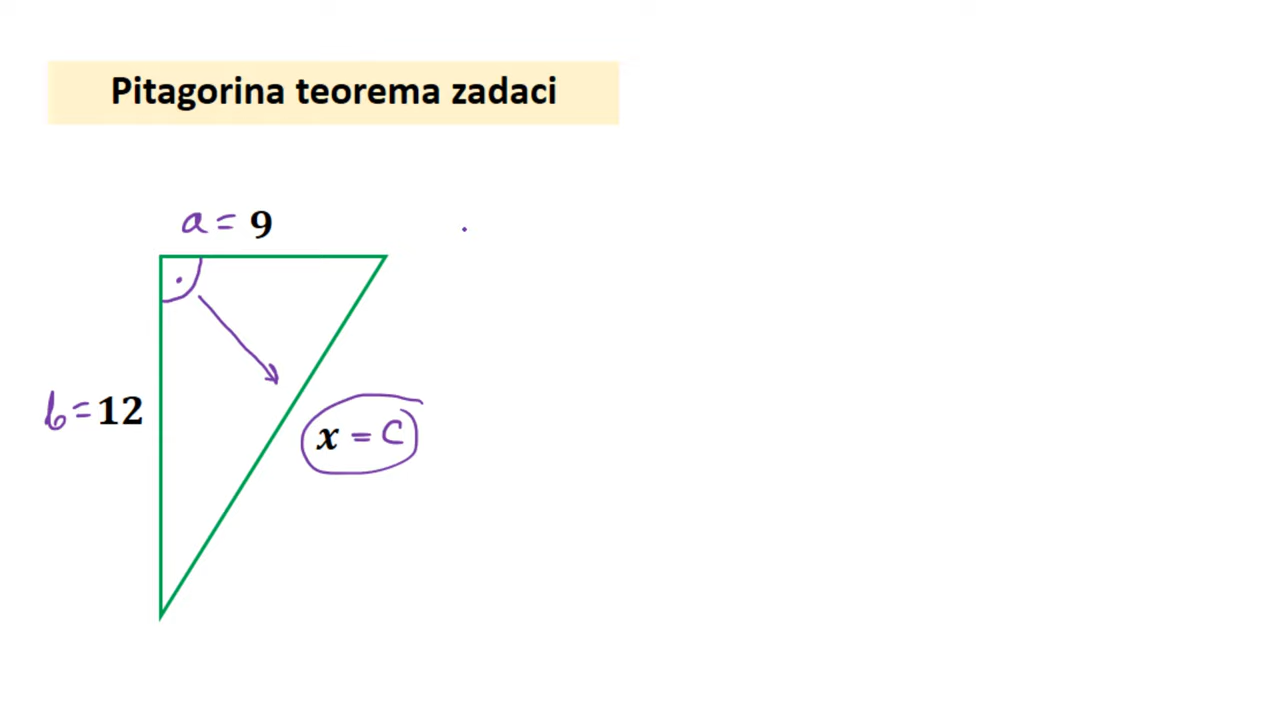 Pitagorina teorema zadaci
a = 9
b = 12
x = c